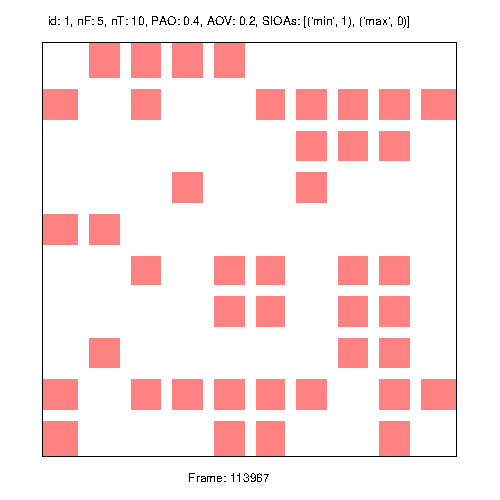 id: 1, nF: 5, nT: 10, PAO: 0.4, AOV: 0.2, SIOAs: [('min', 1), ('max', 0)]
Frame: 113967